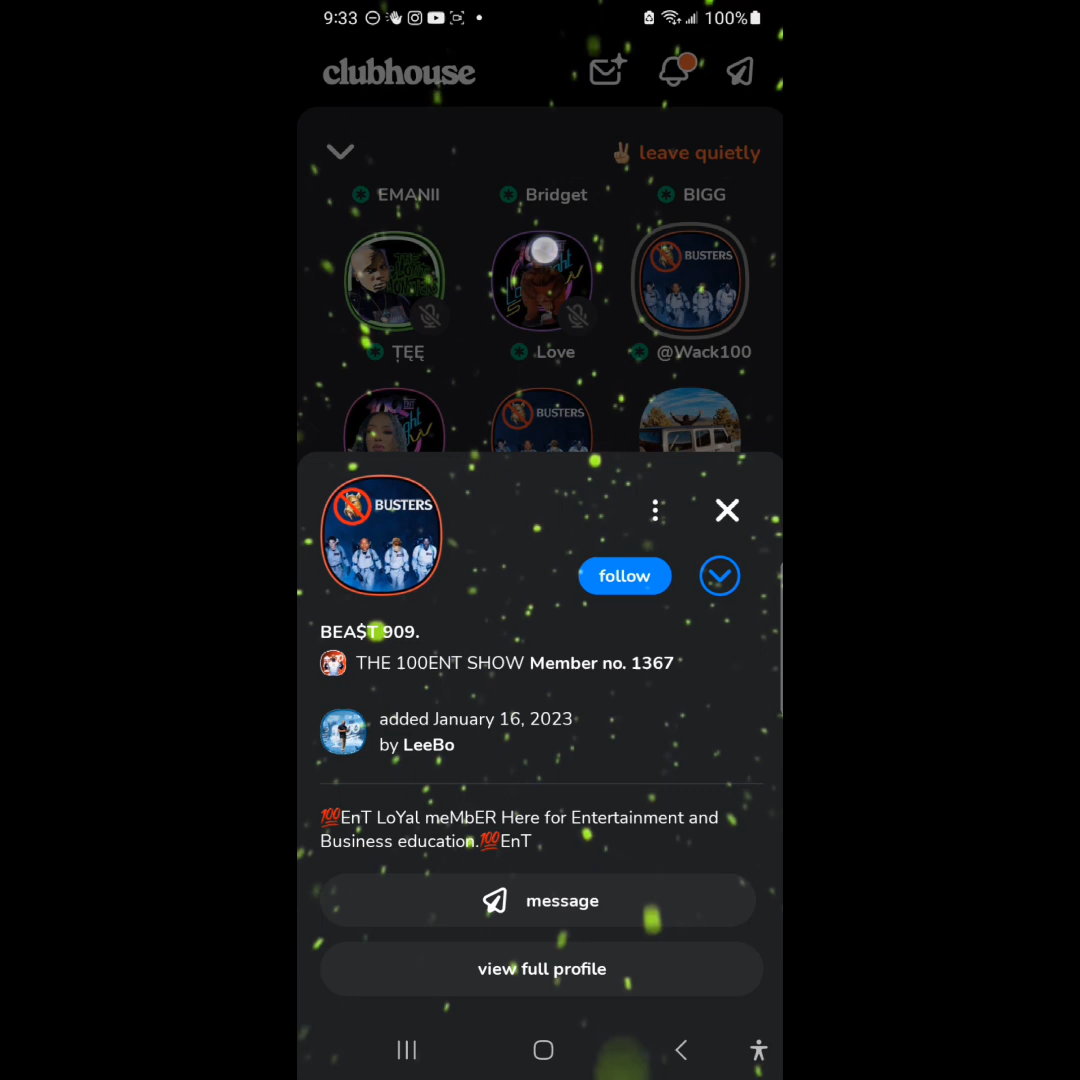 9:33
100%
clubhouse
✌🏼 leave quietly
EMANII
Bridget
BIGG
BUSTERS
TĘĘ
Love
@Wack100
BUSTERS
BUSTERS
follow
BEA$T 909.
THE 100ENT SHOW Member no. 1367
added January 16, 2023
by LeeBo
💯EnT LoYal meMbER Here for Entertainment and
Business education.💯EnT
message
view full profile